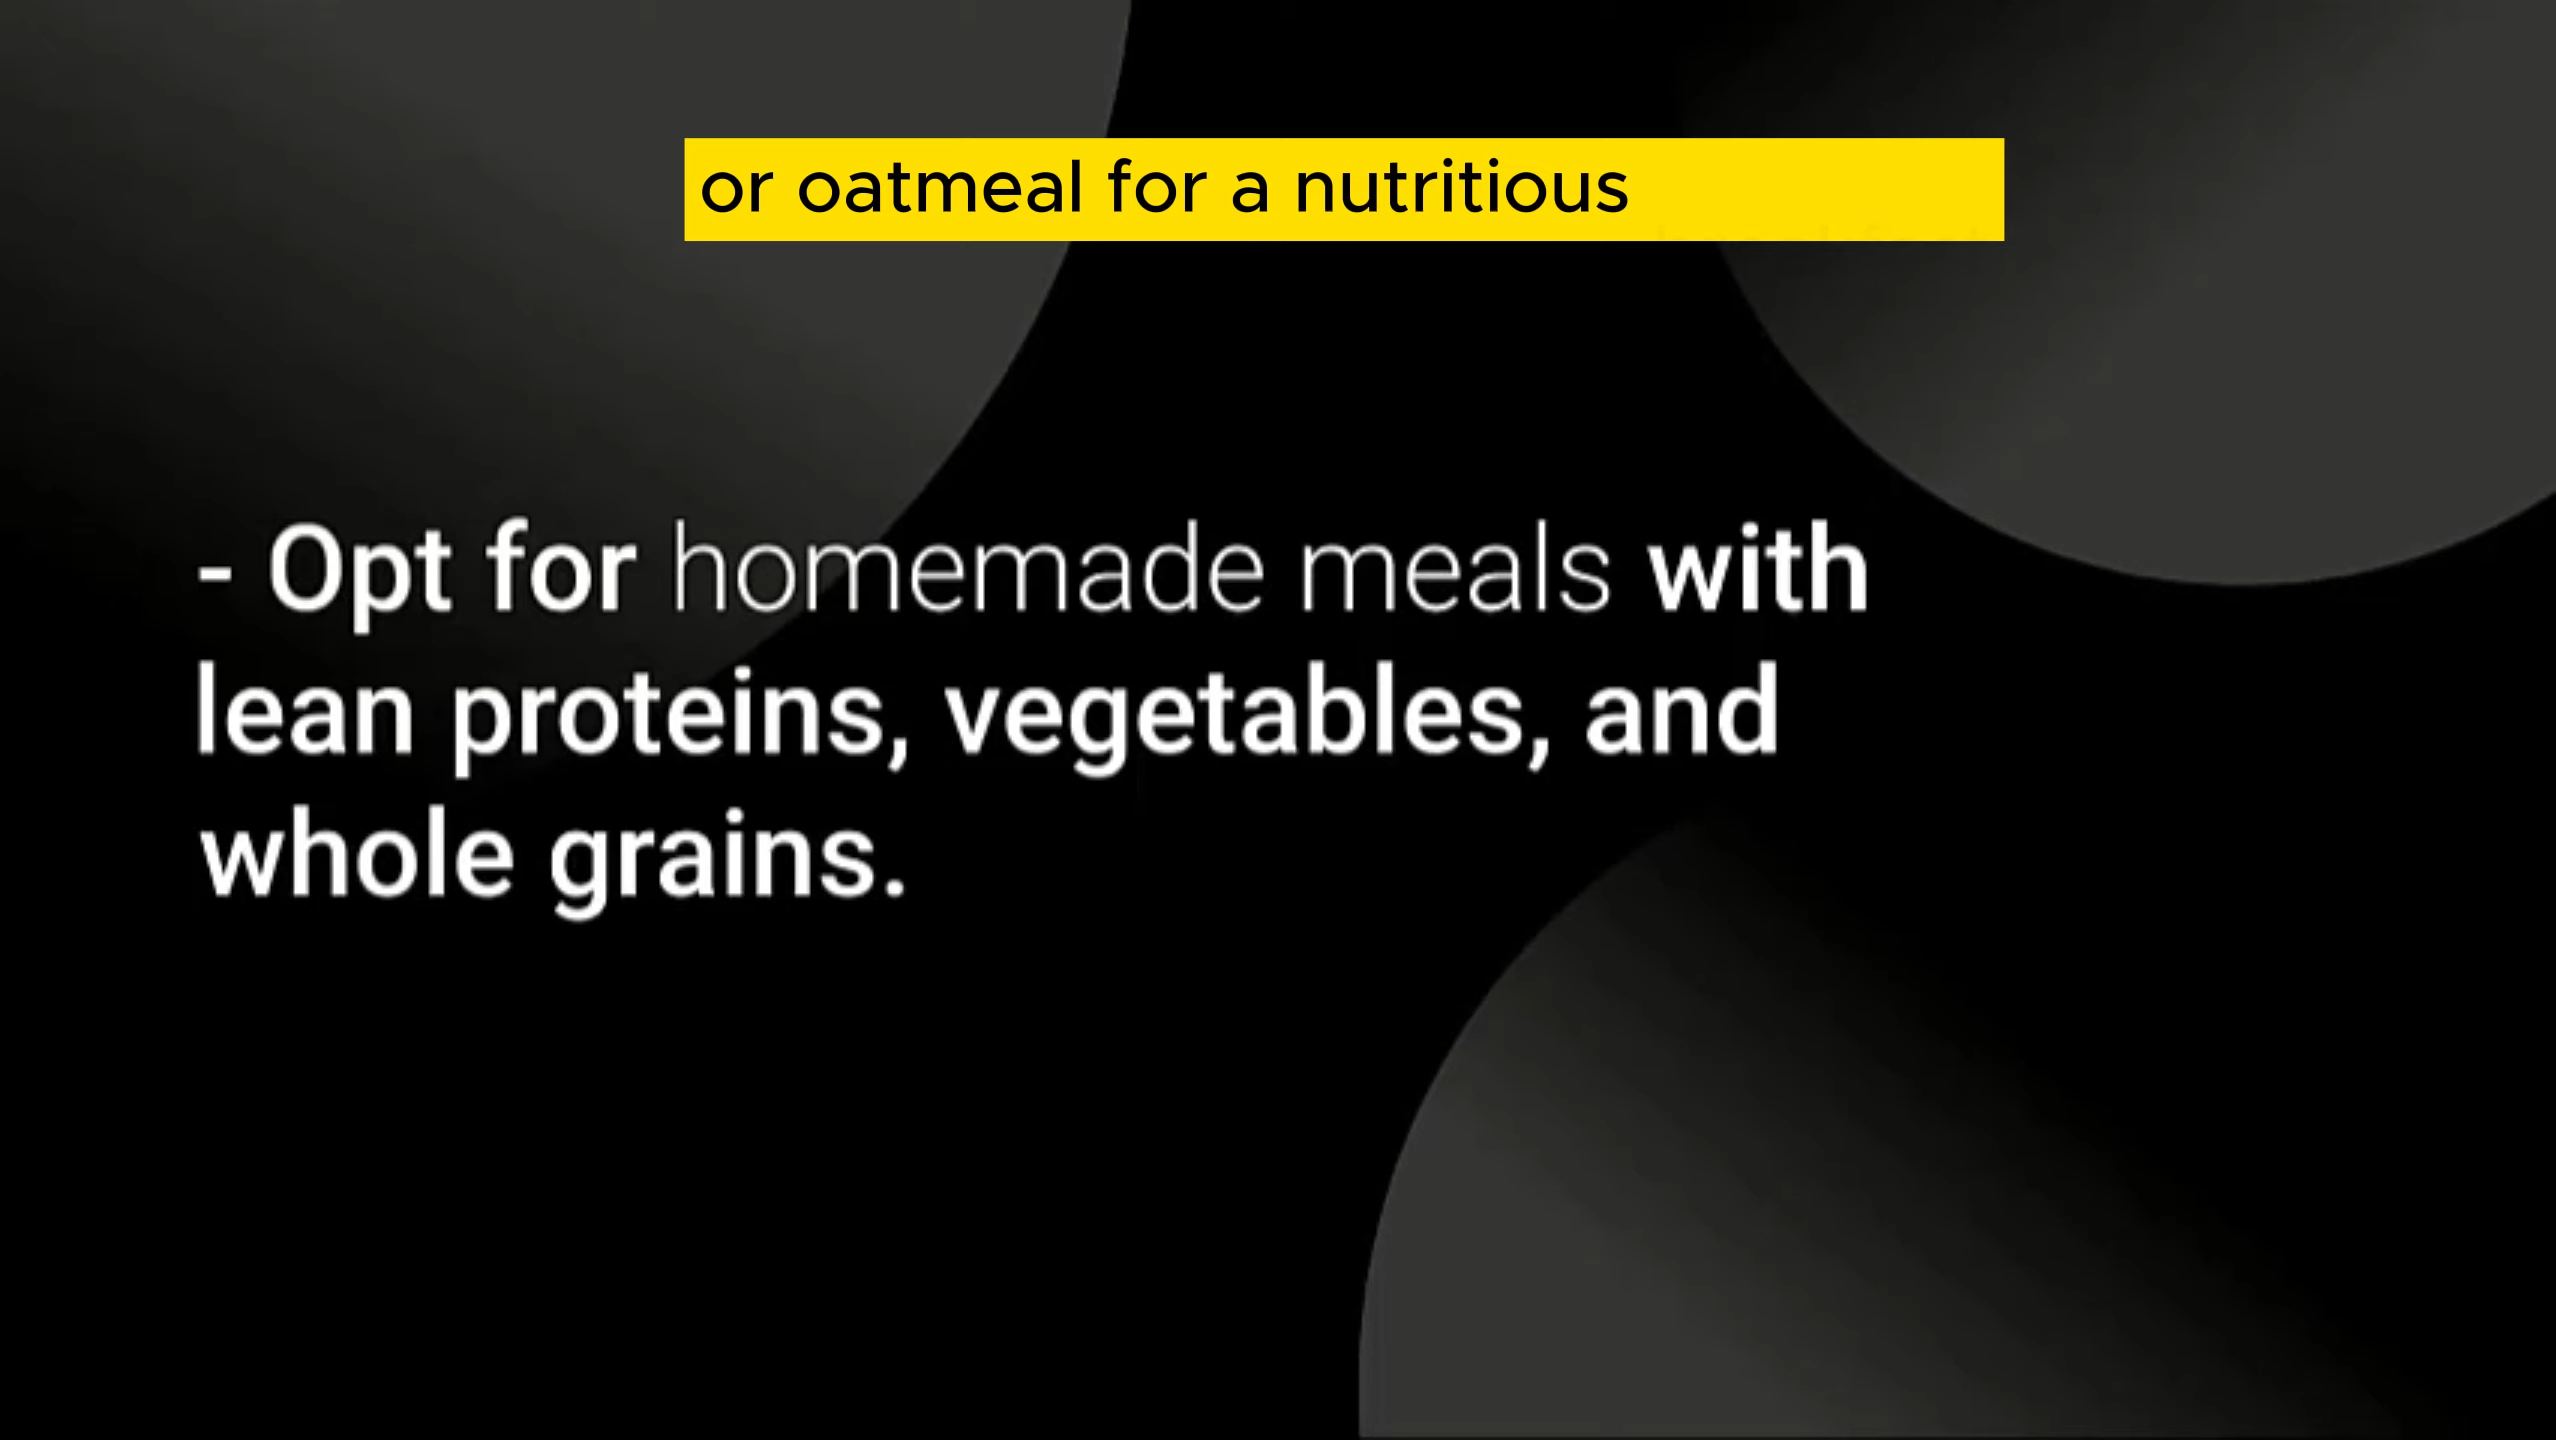 or oatmeal for a nutritious
- Opt for homemade meals with
lean proteins, vegetables, and
whole grains.